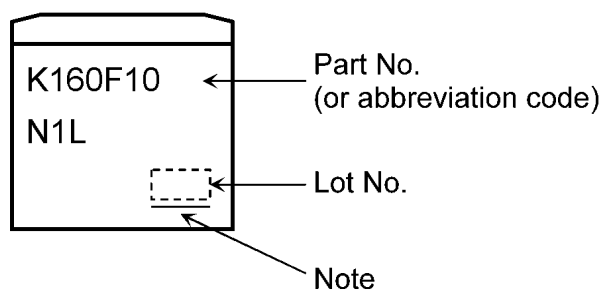 K160F10
N1L
Part No.
(or abbreviation code)
Lot No.
Note